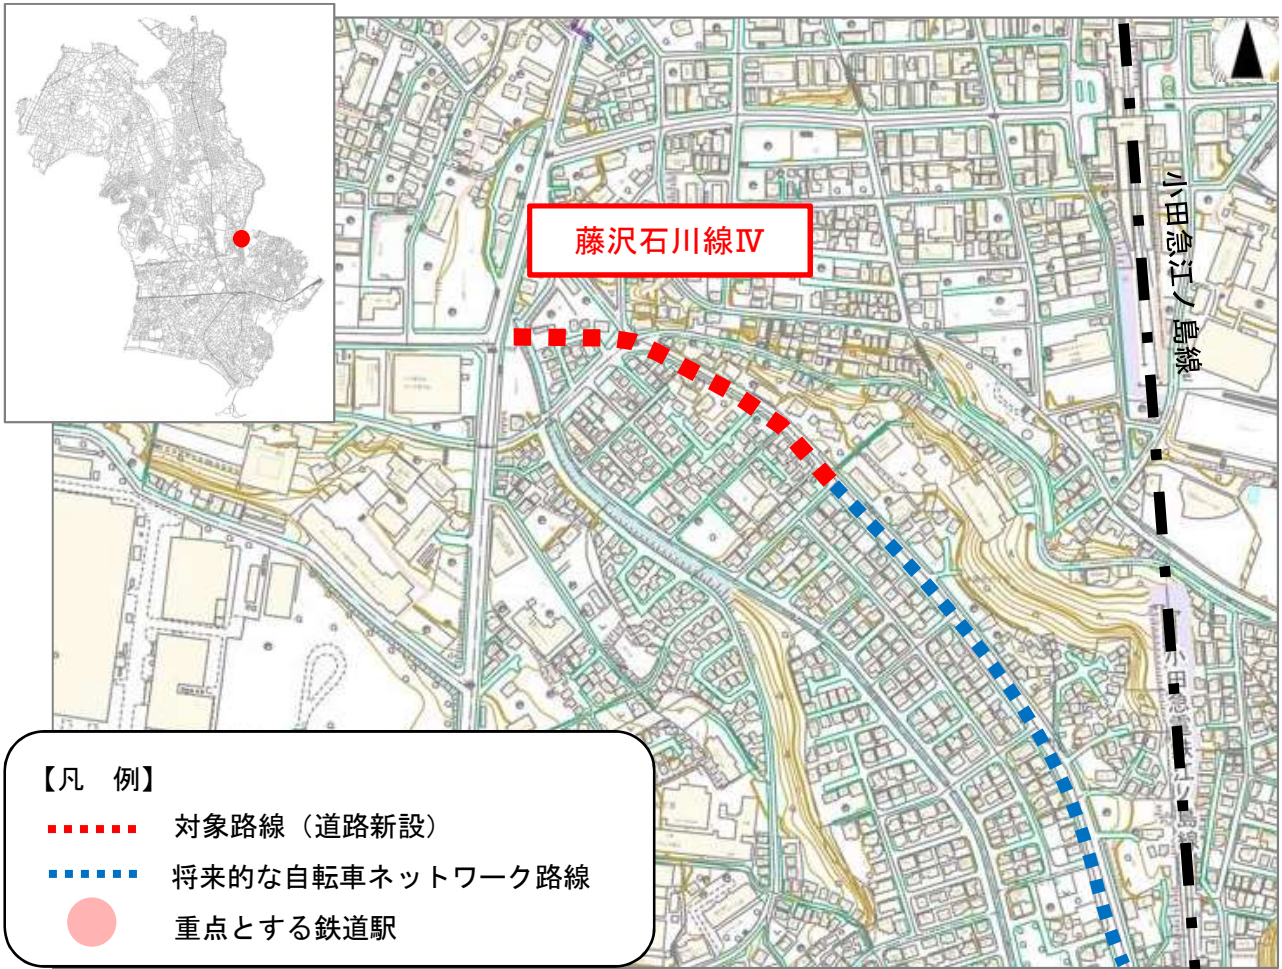 藤沢石川線Ⅳ
小田急江ノ島線
【凡　例】
対象路線（道路新設）
将来的な自転車ネットワーク路線
重点とする鉄道駅